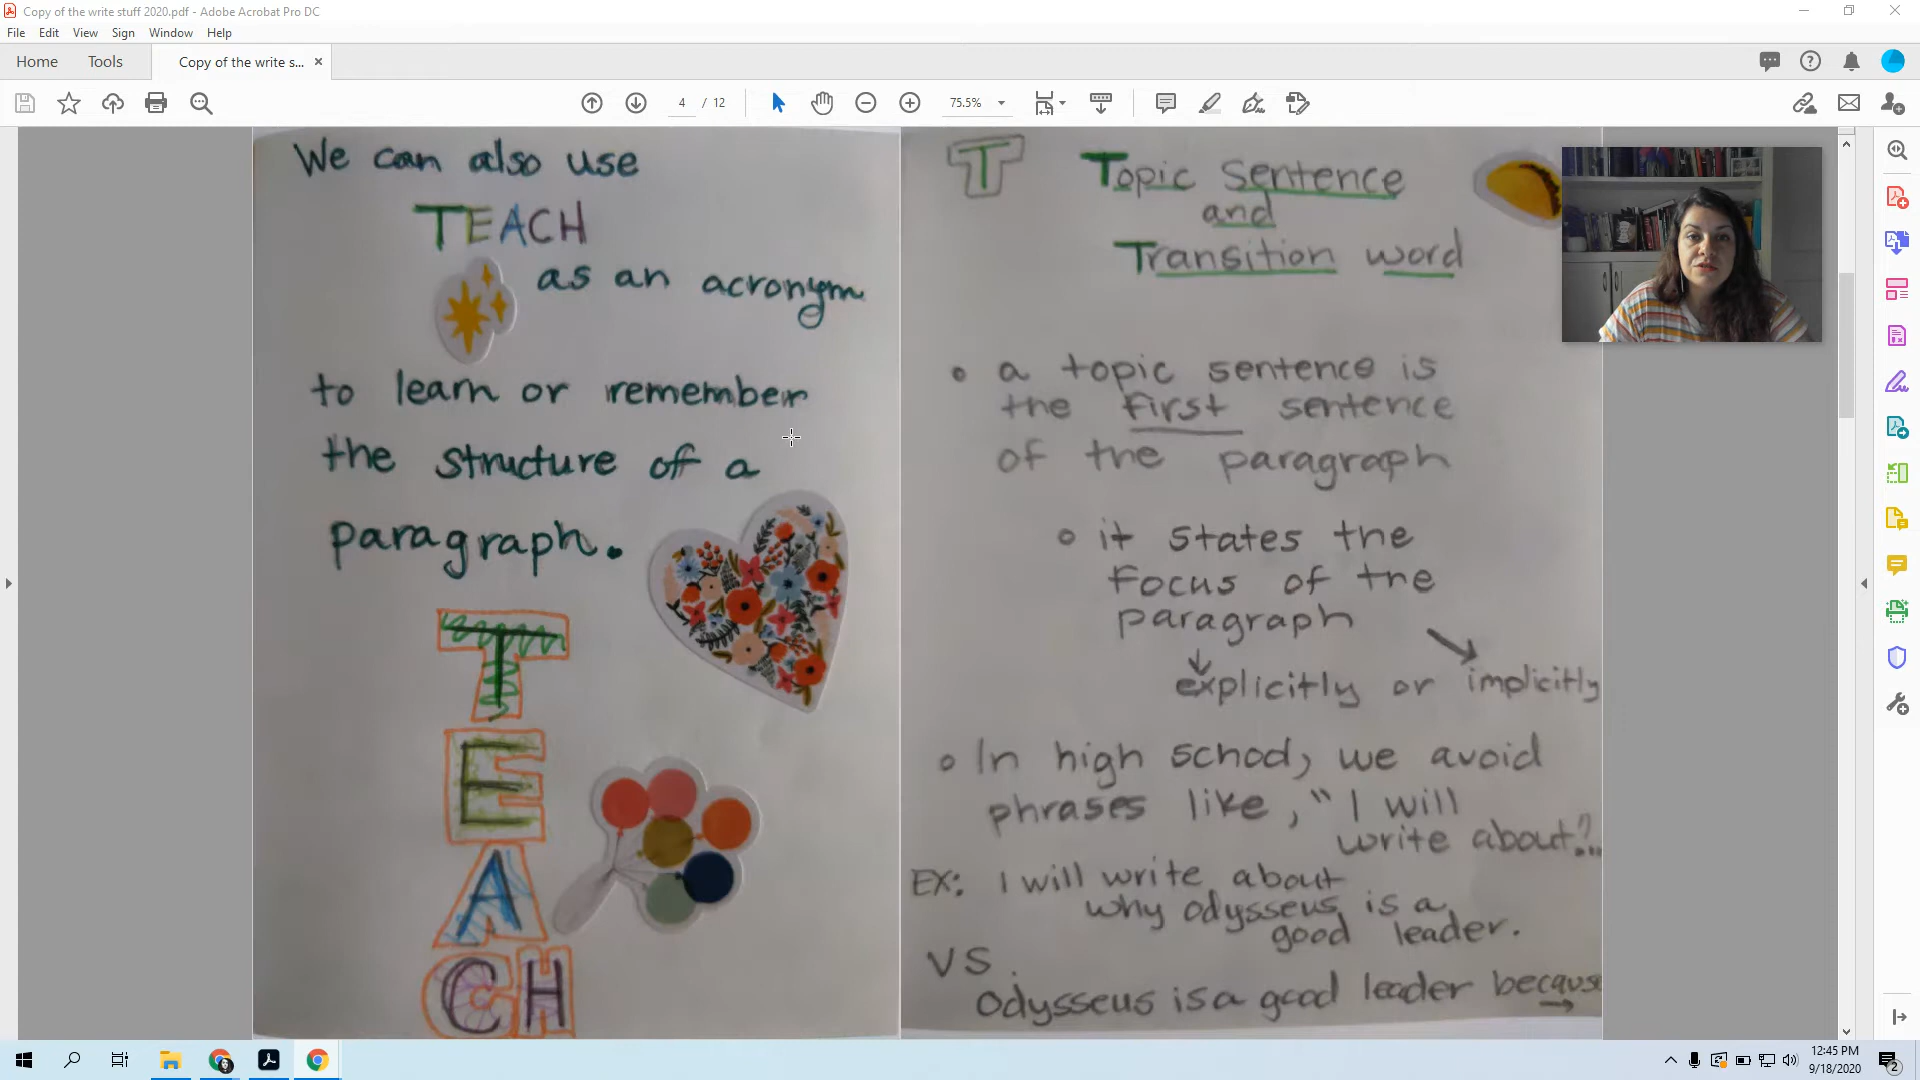 Copy of the write stuff 2020.pdf - Adobe Acrobat Pro DC
File Edit View Sign Window Help
Home Tools Copy of the write s...
4 / 12 75.5%
We can also use
TEACH
as an acronym
to learn or remember
the structure of a
paragraph.
T
E
A
CH
T Topic Sentence
and
Transition word
a topic sentence is
the first sentence
of the paragraph
it states the
focus of the
paragraph
explicitly or implicitly
In high school, we avoid
phrases like, "I will
write about"...
EX: I will write about
why odysseus is a
good leader.
VS.
Odysseus is a good leader because
12:45 PM
9/18/2020
2